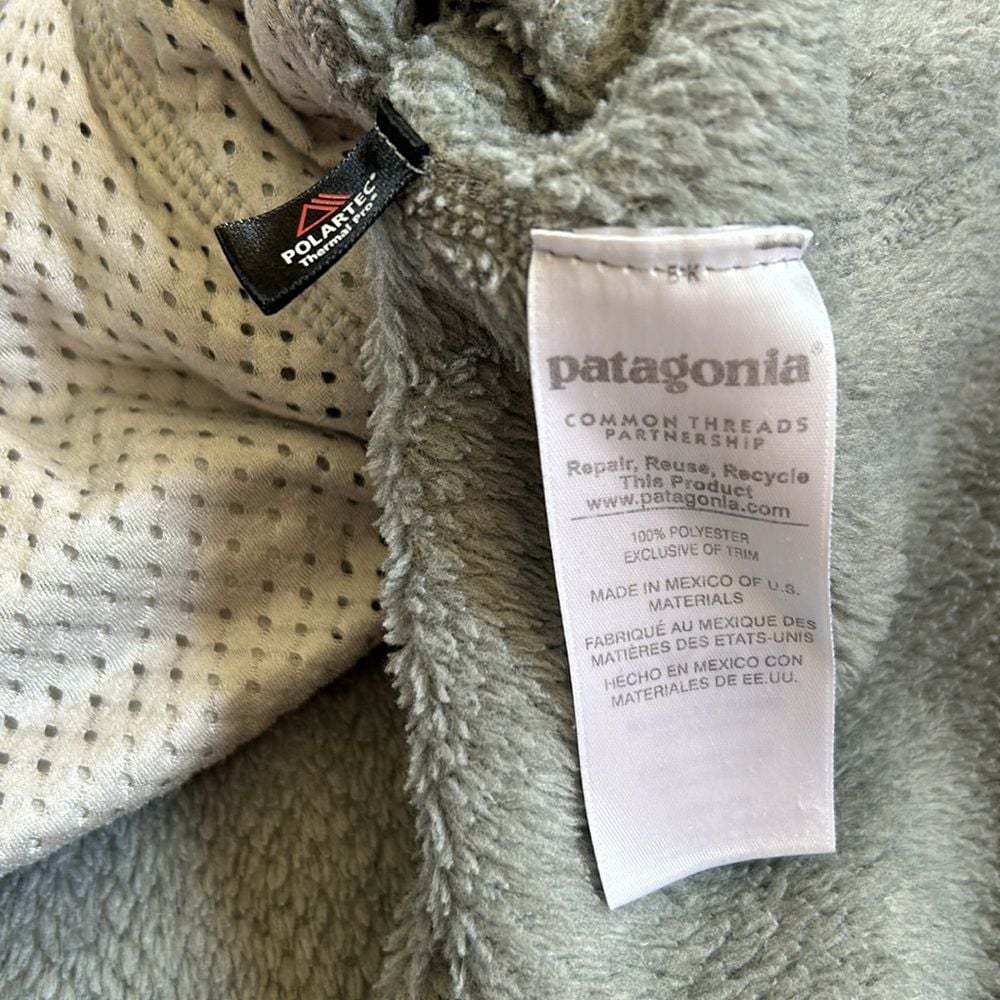 POLARTEC®
Thermal Pro®
patagonia®
COMMON THREADS
PARTNERSHIP
Repair, Reuse, Recycle
This Product
www.patagonia.com
100% POLYESTER
EXCLUSIVE OF TRIM
MADE IN MEXICO OF U.S.
MATERIALS
FABRIQUÉ AU MEXIQUE DES
MATIÈRES DES ETATS-UNIS
HECHO EN MEXICO CON
MATERIALES DE EE.UU.